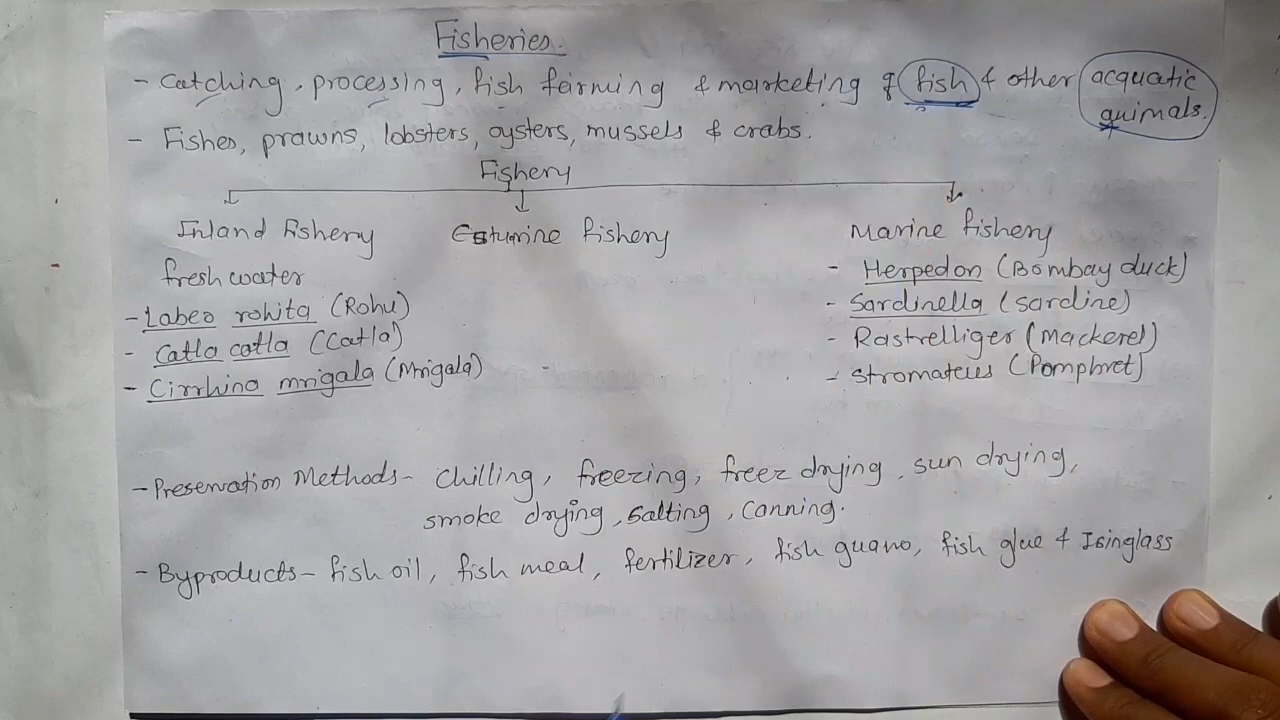 Fisheries.
- Catching, processing, fish fairming & marketing of fish & other acquatic
animals.
- Fishes, prawns, lobsters, oysters, mussels & crabs.
Fishery
Inland Fishery Esturine fishery Marine fishery
fresh water
- Labeo rohita (Rohu)
- Catla catla (Catla)
- Cirrhina mrigala (Mrigala)
- Herpedon (Bombay duck)
- Sardinella (Sardine)
- Rastrelliger (Mackerel)
- Stromateus (Pomphret)
- Preservation Methods- Chilling, freezing, freez drying, sun drying,
smoke drying, Salting, Canning.
- Byproducts- fish oil, fish meal, fertilizer, fish guano, fish glue & Isinglass